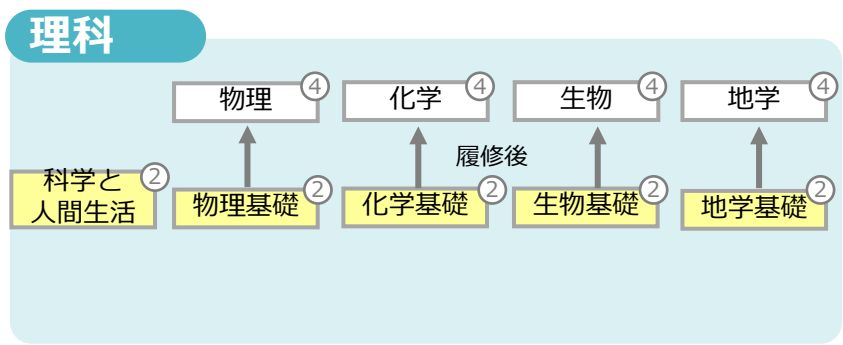 理科
物理 ④
化学 ④
生物 ④
地学 ④
履修後
科学と
人間生活 ②
物理基礎 ②
化学基礎 ②
生物基礎 ②
地学基礎 ②